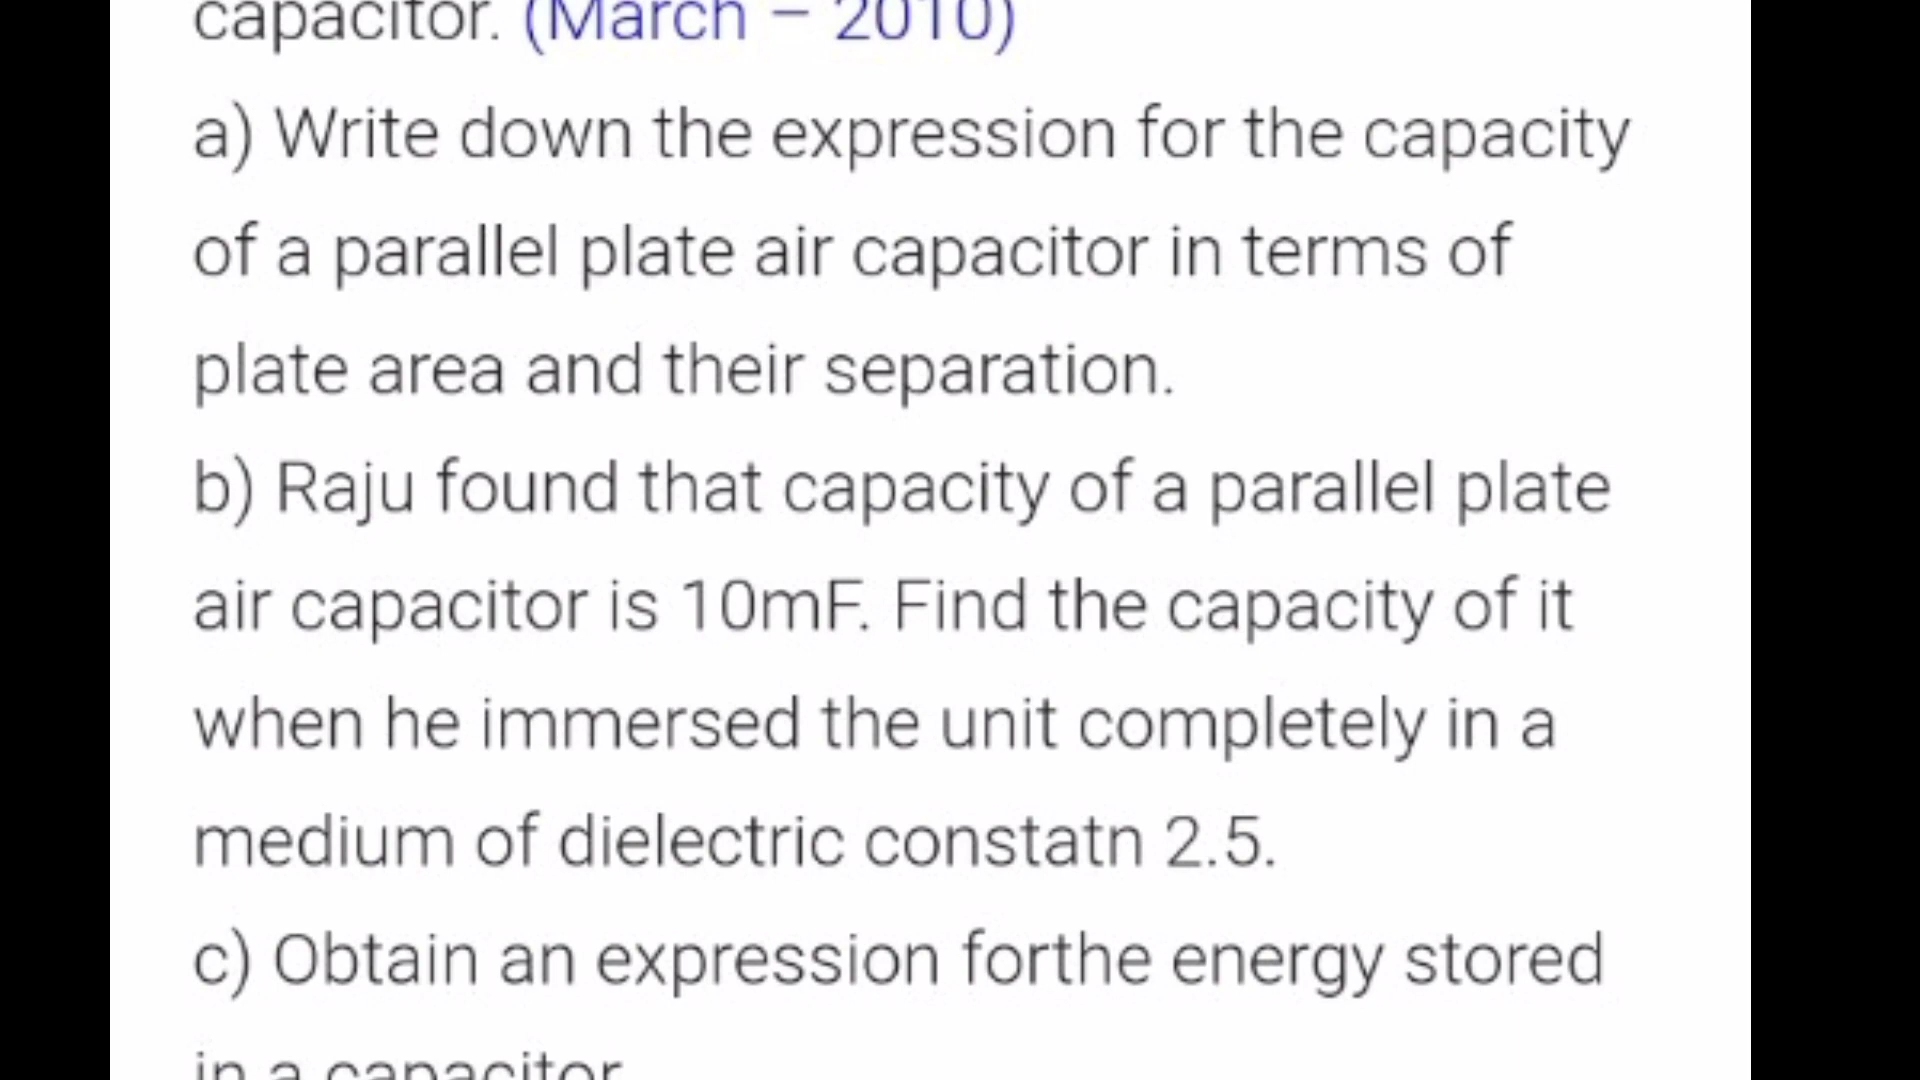 capacitor. (March – 2010)
a) Write down the expression for the capacity
of a parallel plate air capacitor in terms of
plate area and their separation.
b) Raju found that capacity of a parallel plate
air capacitor is 10mF. Find the capacity of it
when he immersed the unit completely in a
medium of dielectric constatn 2.5.
c) Obtain an expression forthe energy stored
in a capacitor